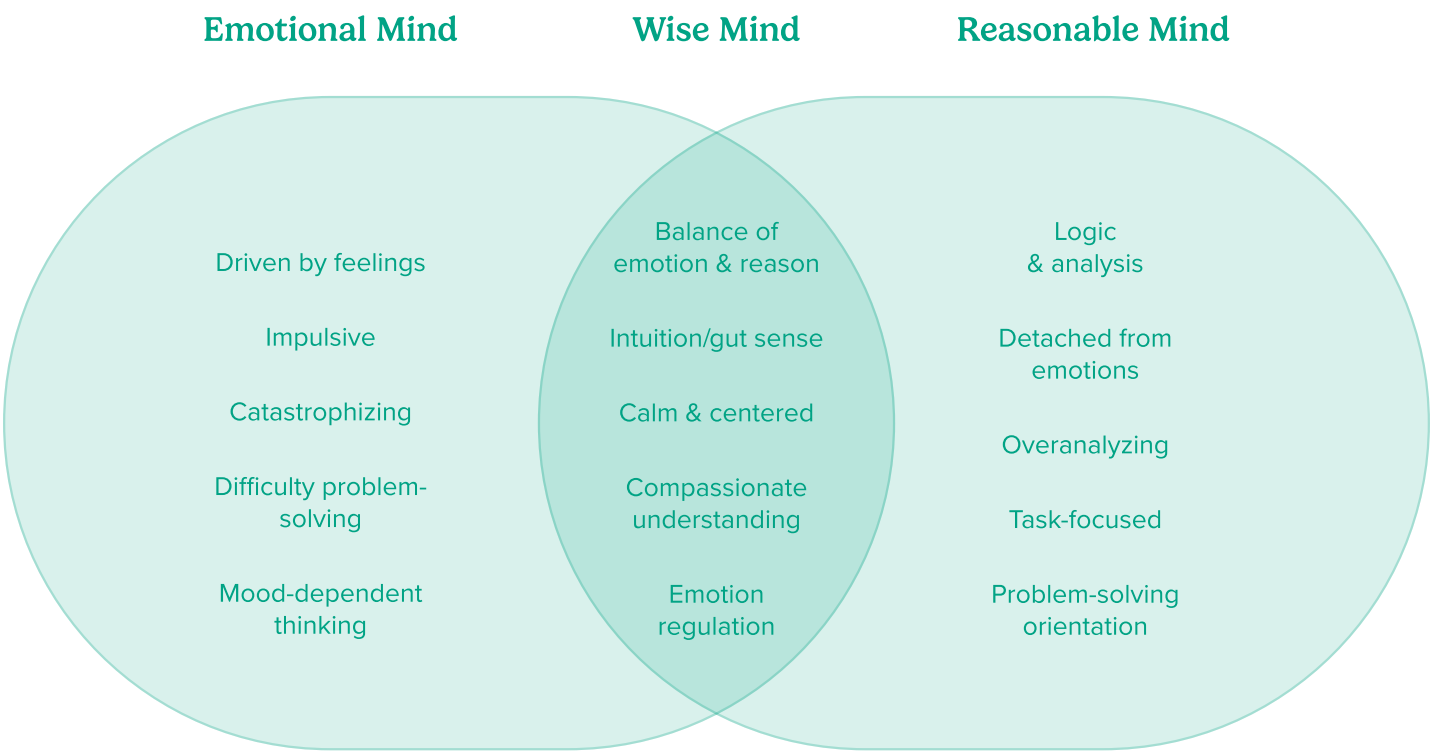 Emotional Mind
Wise Mind
Reasonable Mind
Driven by feelings
Impulsive
Catastrophizing
Difficulty problem-
solving
Mood-dependent
thinking
Balance of
emotion & reason
Intuition/gut sense
Calm & centered
Compassionate
understanding
Emotion
regulation
Logic
& analysis
Detached from
emotions
Overanalyzing
Task-focused
Problem-solving
orientation